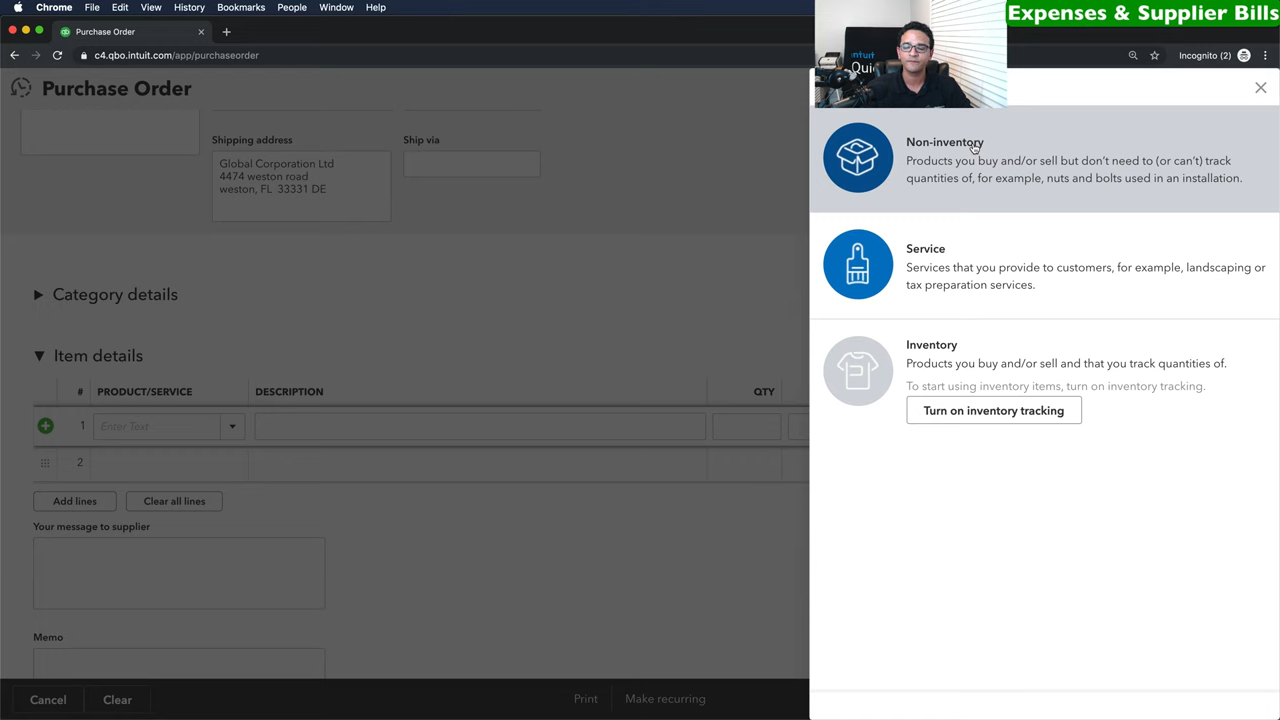 Chrome File Edit View History Bookmarks People Window Help
Expenses & Supplier Bills
Purchase Order
qbo.intuit.com/app/purchaseorder
Incognito (2)
Purchase Order
Shipping address
Ship via
Global Corporation Ltd
4474 weston road
weston, FL 33331 DE
Category details
Item details
# PRODUCT/SERVICE DESCRIPTION QTY
1 Enter Text
2
Add lines Clear all lines
Your message to supplier
Memo
Cancel Clear Print Make recurring
Non-inventory
Products you buy and/or sell but don't need to (or can't) track
quantities of, for example, nuts and bolts used in an installation.
Service
Services that you provide to customers, for example, landscaping or
tax preparation services.
Inventory
Products you buy and/or sell and that you track quantities of.
To start using inventory items, turn on inventory tracking.
Turn on inventory tracking